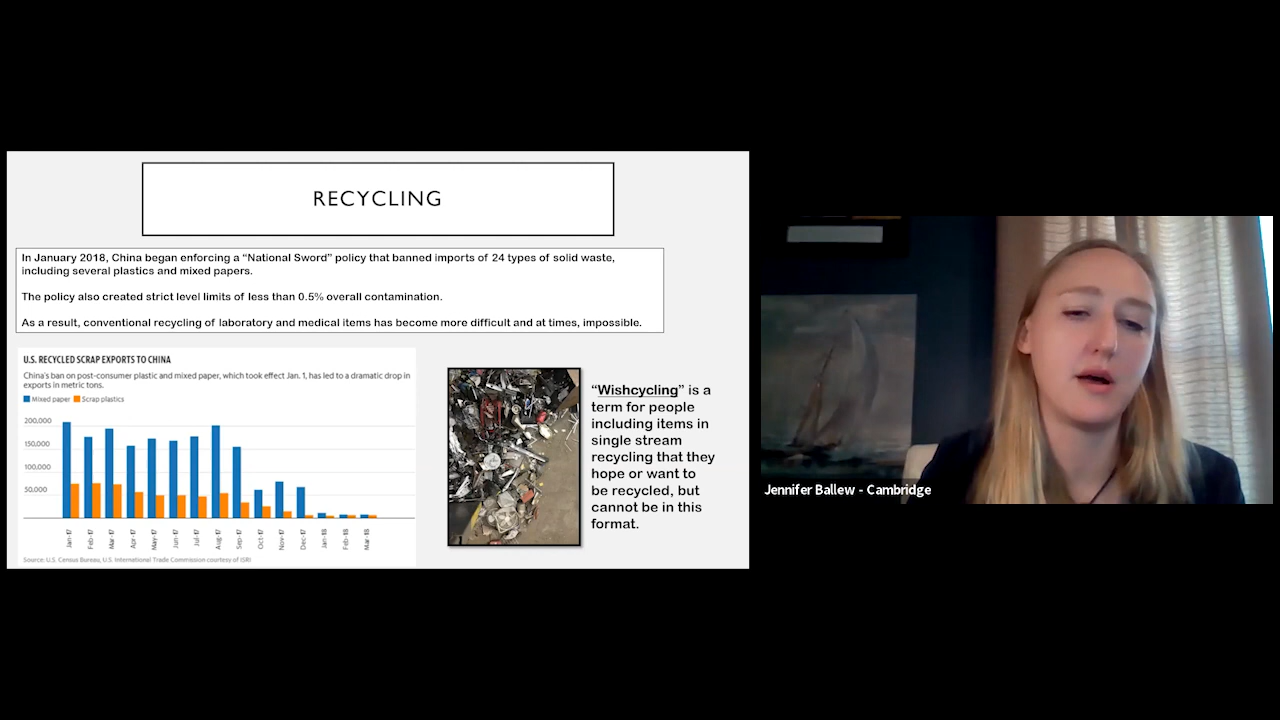 RECYCLING
In January 2018, China began enforcing a “National Sword” policy that banned imports of 24 types of solid waste,
including several plastics and mixed papers.
The policy also created strict level limits of less than 0.5% overall contamination.
As a result, conventional recycling of laboratory and medical items has become more difficult and at times, impossible.
U.S. RECYCLED SCRAP EXPORTS TO CHINA
China's ban on post-consumer plastic and mixed paper, which took effect Jan. 1, has led to a dramatic drop in
exports in metric tons.
Mixed paper Scrap plastics
200,000
150,000
100,000
50,000
Jan-17 Feb-17 Mar-17 Apr-17 May-17 Jun-17 Jul-17 Aug-17 Sep-17 Oct-17 Nov-17 Dec-17 Jan-18 Feb-18 Mar-18
Source: U.S. Census Bureau, U.S. International Trade Commission courtesy of ISRI
“Wishcycling” is a
term for people
including items in
single stream
recycling that they
hope or want to
be recycled, but
cannot be in this
format.
Jennifer Ballew - Cambridge